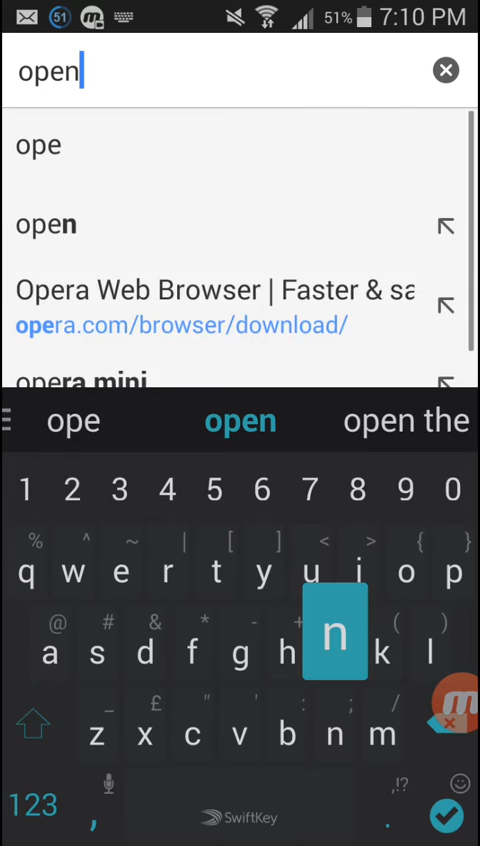 51 51% 7:10 PM
open
ope
open
Opera Web Browser | Faster & sa
opera.com/browser/download/
opera mini
ope open open the
1 2 3 4 5 6 7 8 9 0
% ^ ~ | [ ] < > { }
q w e r t y u i o p
@ # & * - + ( )
a s d f g h n k l
_ £ " ' : ; /
z x c v b n m
,!?
123 , SwiftKey .